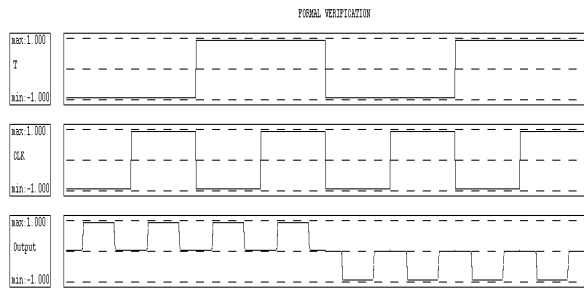 FORMAL VERIFICATION
max:1.000
T
min:-1.000
max:1.000
CLK
min:-1.000
max:1.000
Output
min:-1.000